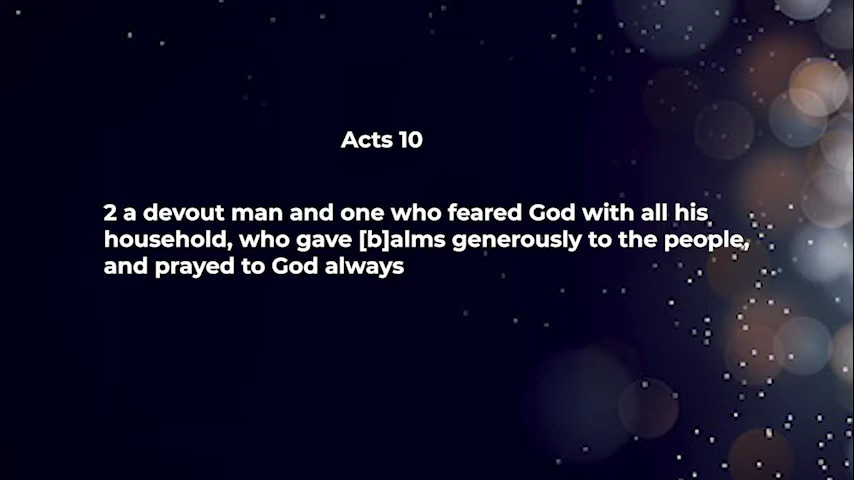 Acts 10
2 a devout man and one who feared God with all his
household, who gave [b]alms generously to the people,
and prayed to God always